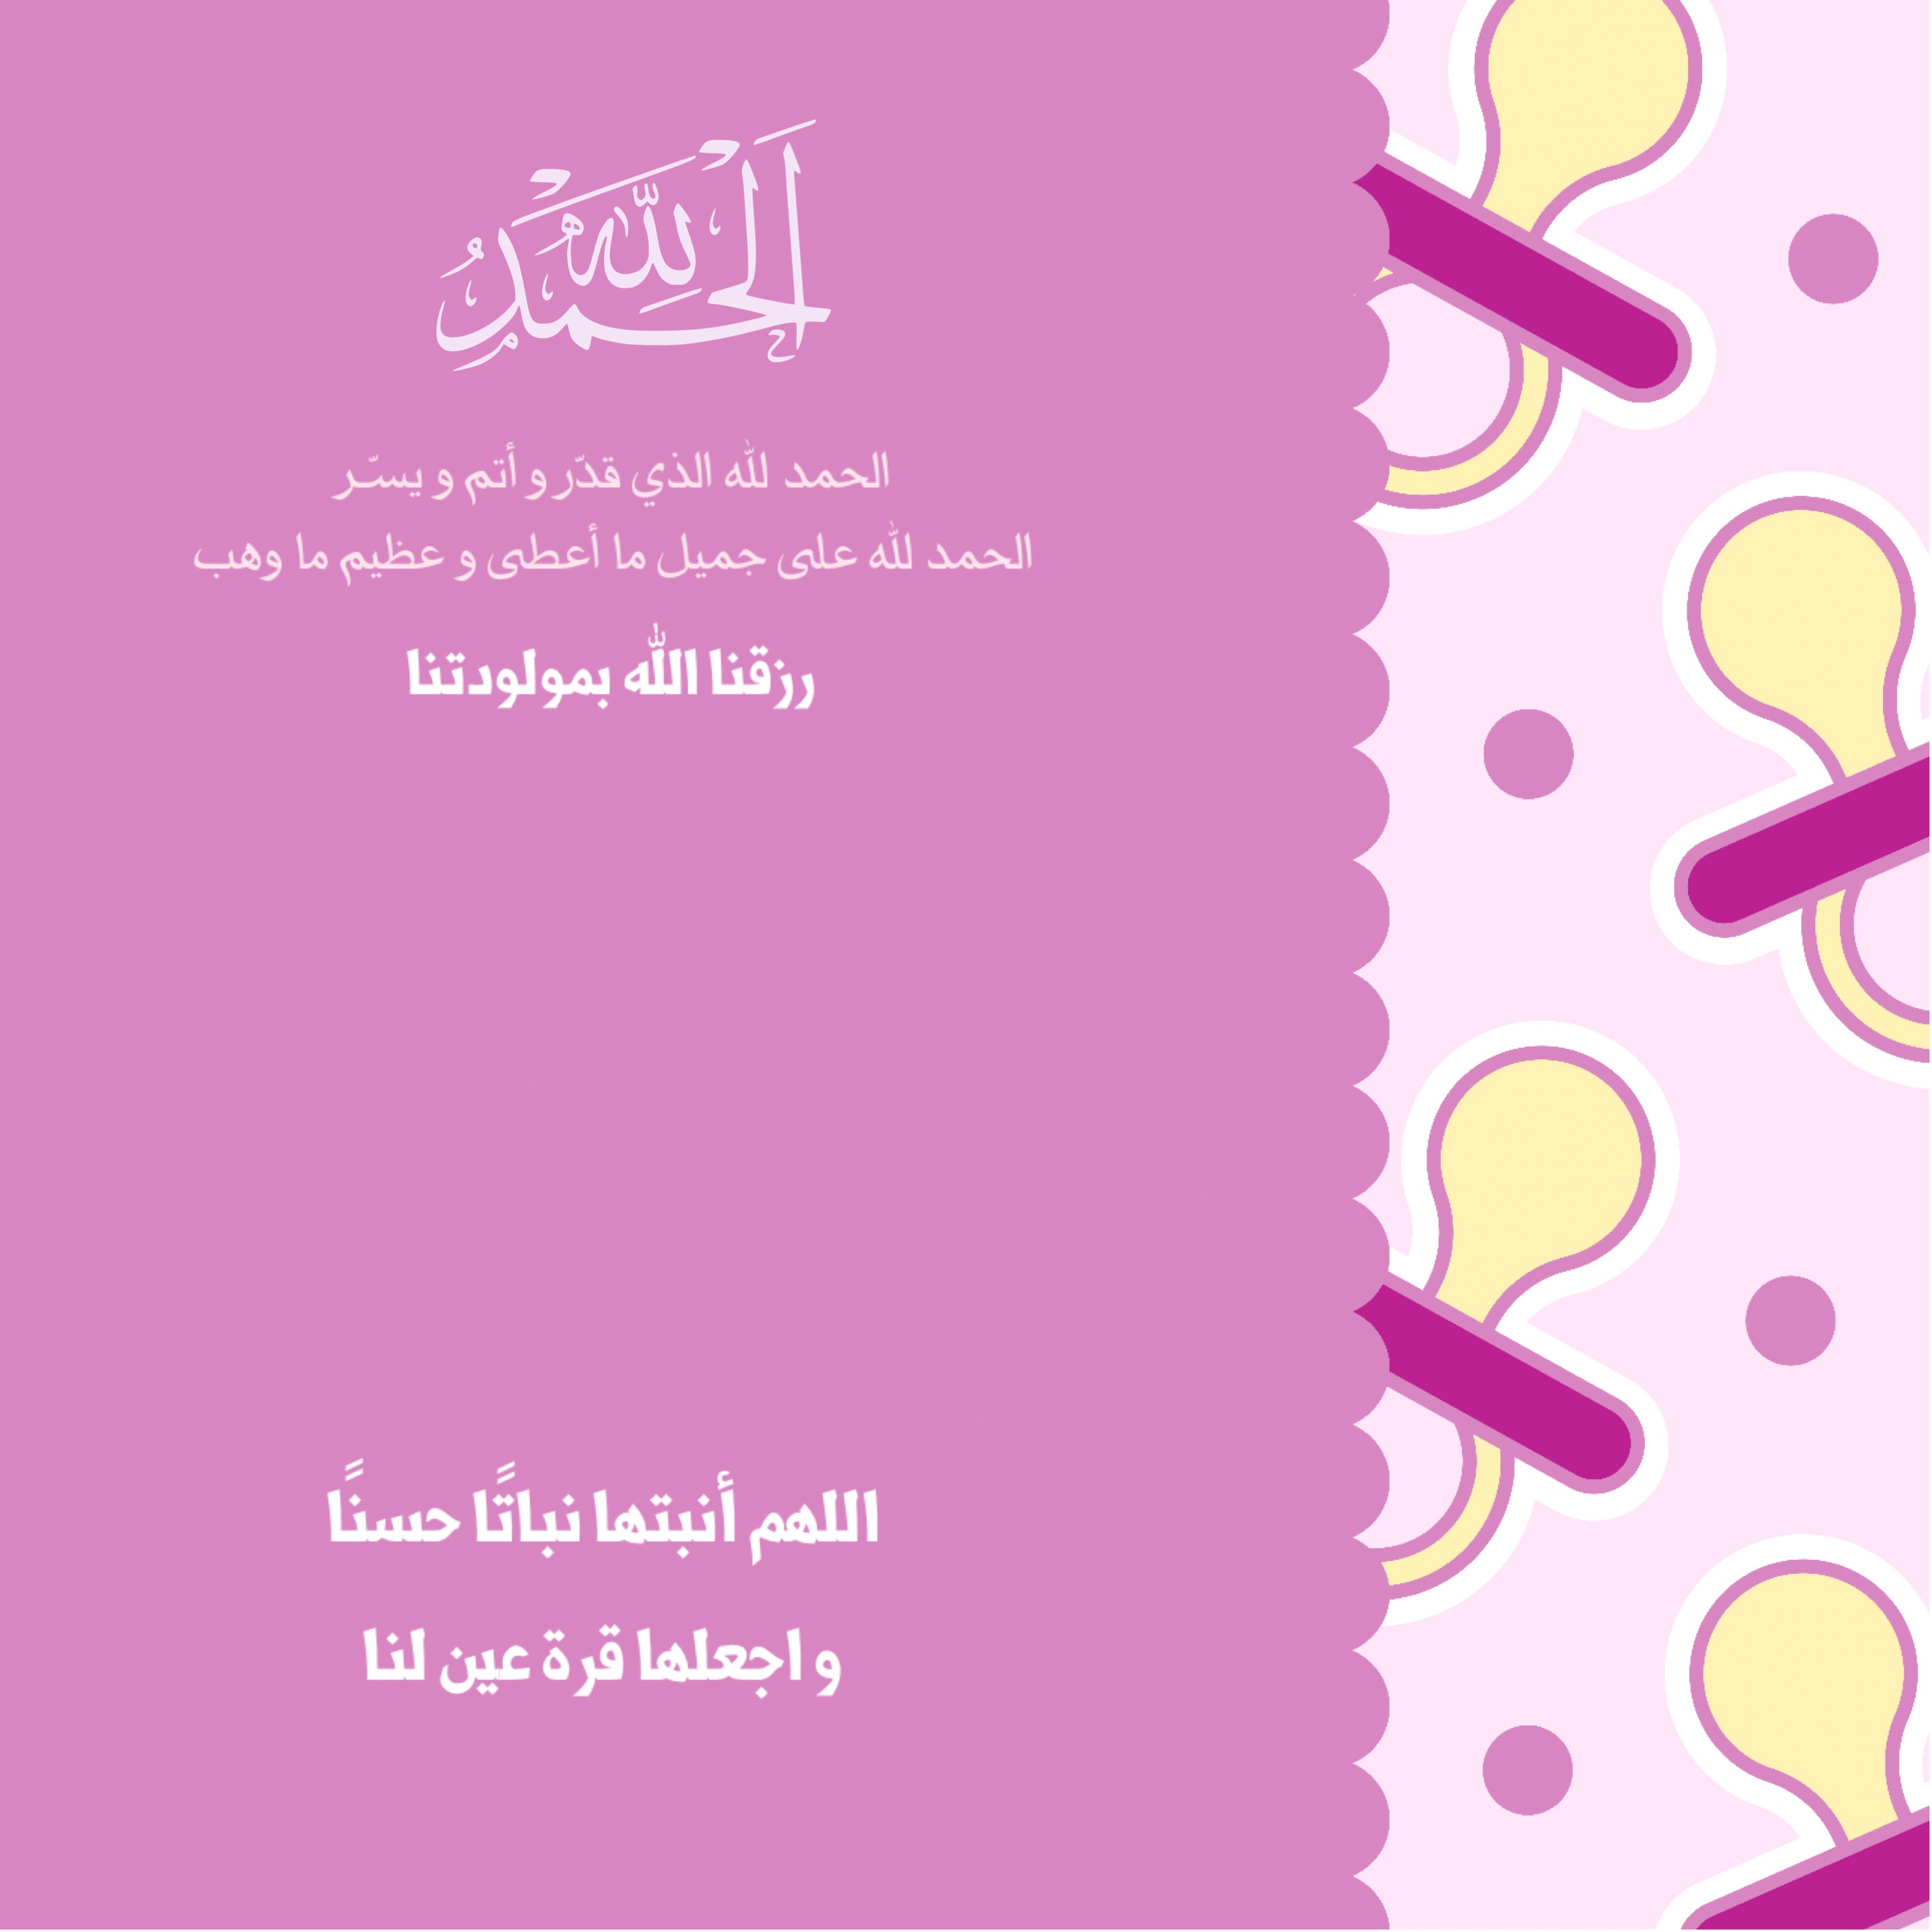 الحمد لله
الحمد لله الذي قدّر و أتم و يسّر
الحمد لله على جميل ما أعطى و عظيم ما وهب
رزقنا الله بمولودتنا
اللهم أنبتها نباتًا حسنًا
و اجعلها قرة عين لنا